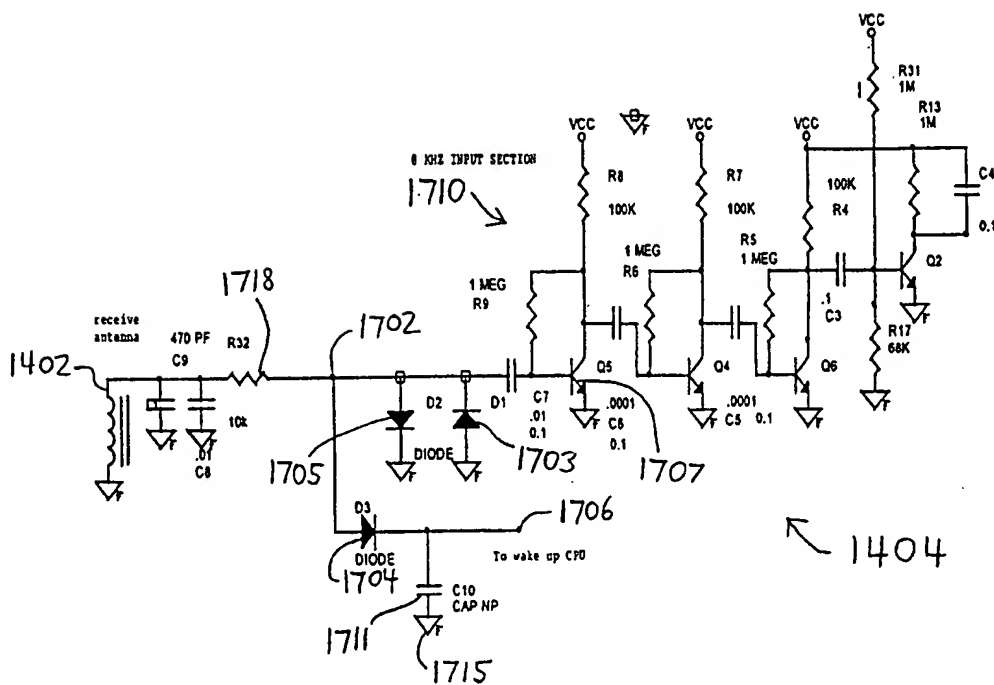 VCC
R31
1M
R13
1M
VCC
VCC
VCC
F
8 KHZ INPUT SECTION
1710
R8
100K
R7
100K
100K
R4
C4
0.1
1 MEG
R9
1 MEG
R6
R5
1 MEG
Q2
1718
1702
receive
antenna
470 PF
C9
R32
.1
C3
F
R17
68K
1402
Q5
Q4
Q6
10k
.01
C8
F
F
F
D2
D1
DIODE
C7
.01
0.1
.0001
C6
0.1
.0001
C5
0.1
F
F
F
F
F
F
1705
1703
1707
D3
1706
DIODE
1704
To wake up CPU
1404
C10
CAP NP
1711
F
1715